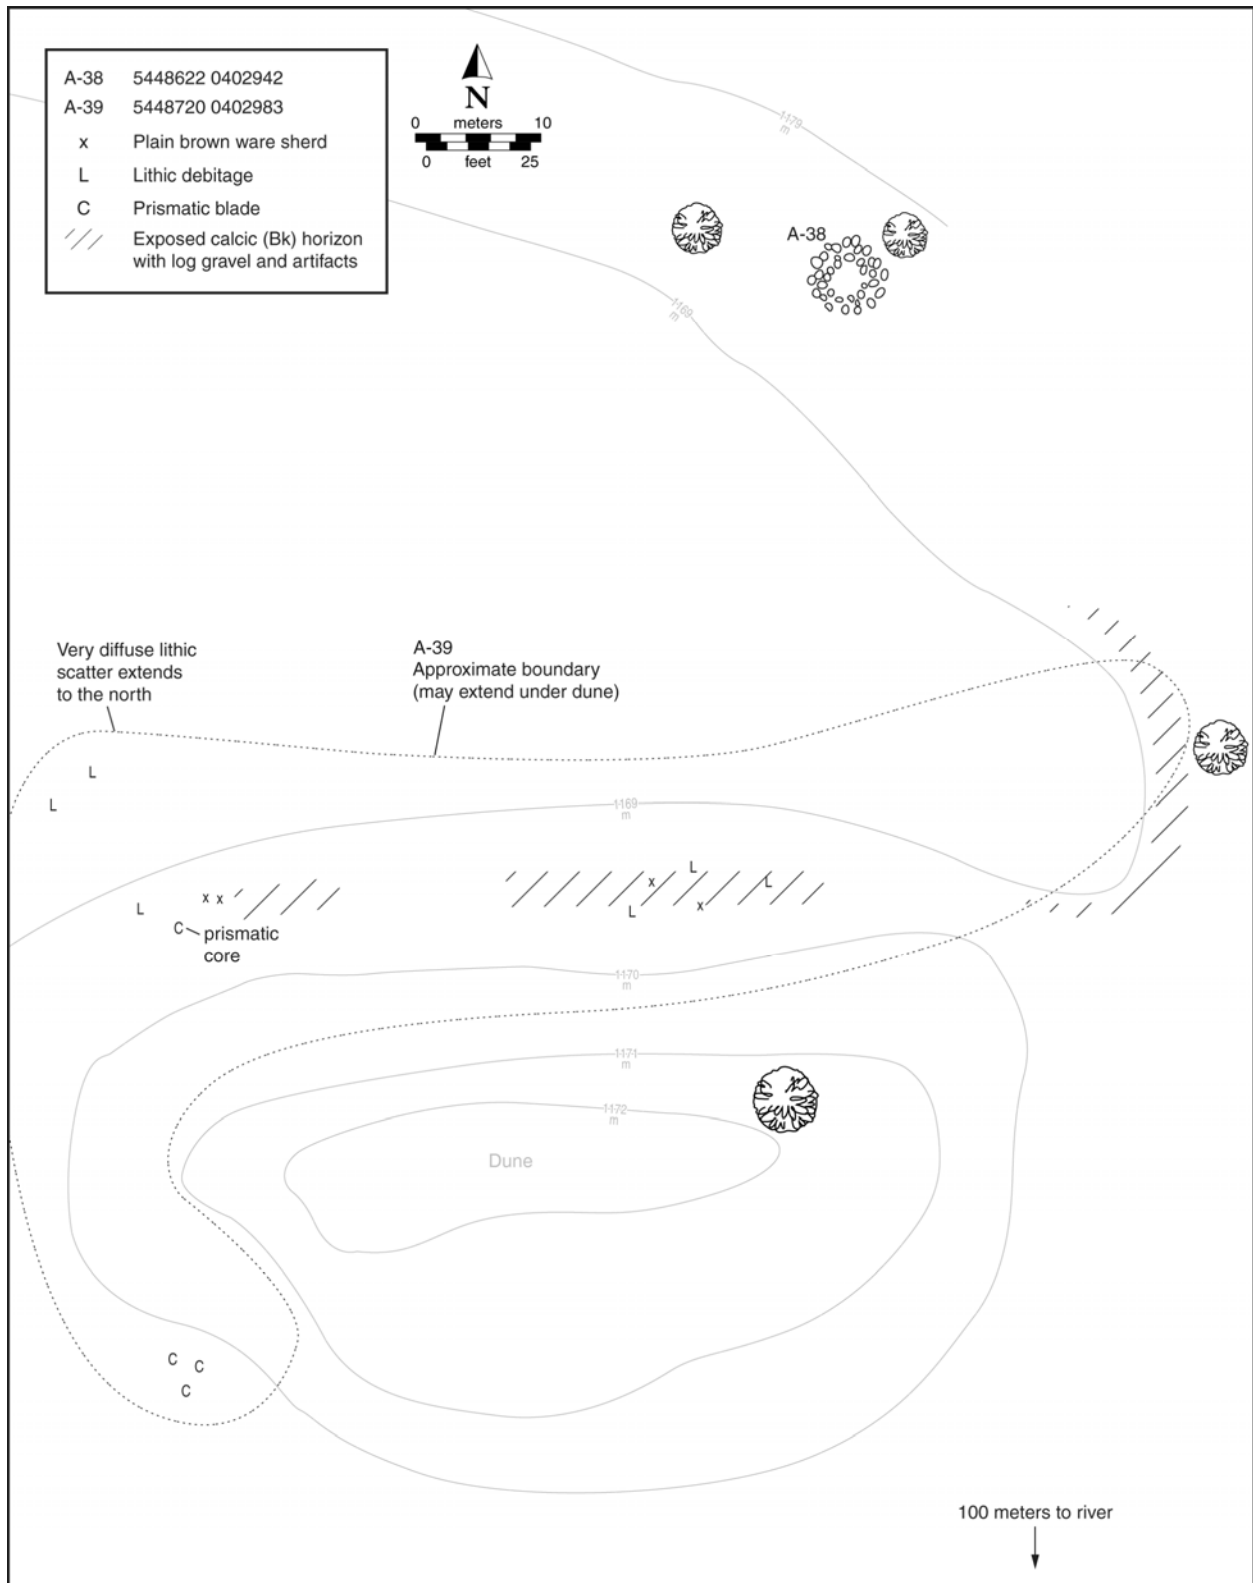 A-38 5448622 0402942
A-39 5448720 0402983
x Plain brown ware sherd
L Lithic debitage
C Prismatic blade
Exposed calcic (Bk) horizon
with log gravel and artifacts
N
0 meters 10
0 feet 25
1179
m
A-38
1169
m
Very diffuse lithic
scatter extends
to the north
A-39
Approximate boundary
(may extend under dune)
L
L
1169
m
L
L
x
x x
L
L
x
C
prismatic
core
1170
m
1171
m
1172
m
Dune
C
C
C
100 meters to river